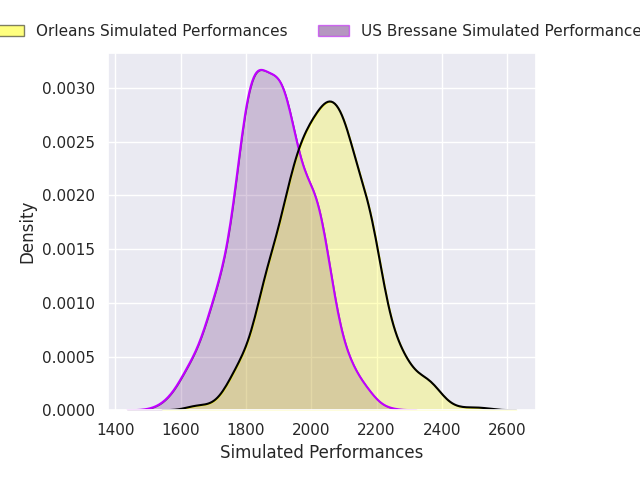 Orleans Simulated Performances US Bressane Simulated Performance
0.0030
0.0025
0.0020
0.0015
0.0010
0.0005
0.0000
Density
1400 1600 1800 2000 2200 2400 2600
Simulated Performances